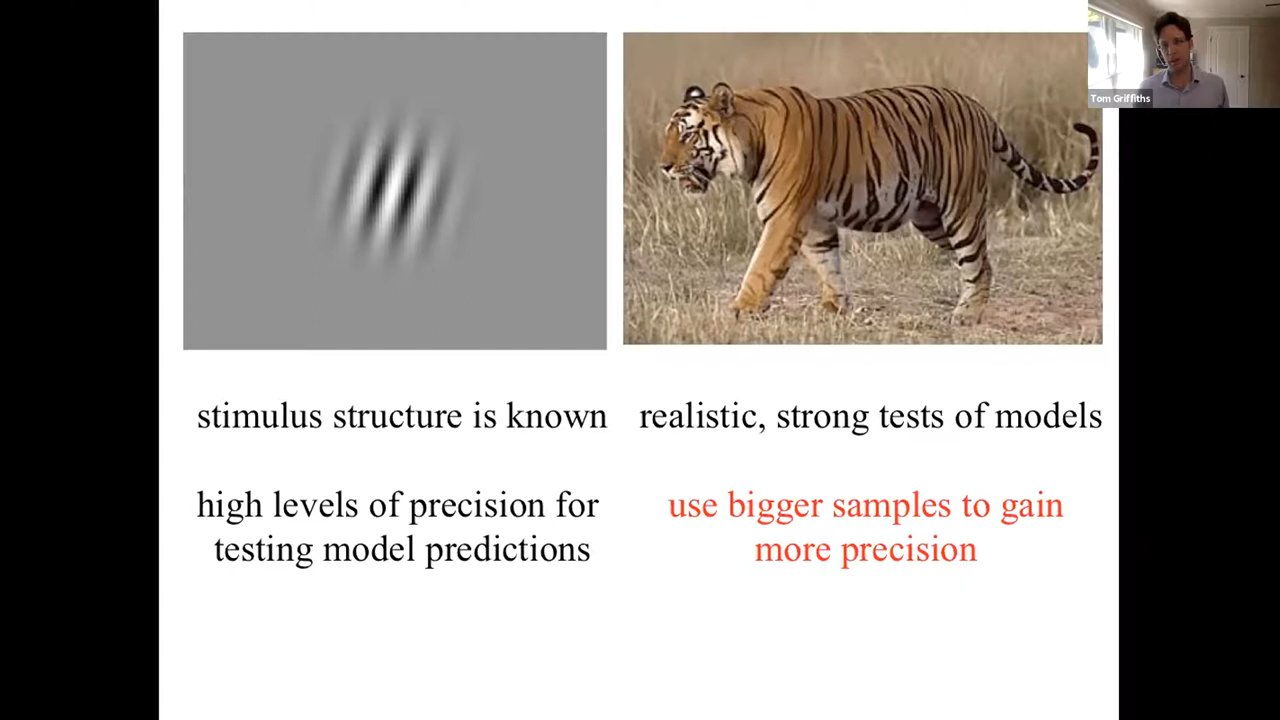 Tom Griffiths
stimulus structure is known
realistic, strong tests of models
high levels of precision for
testing model predictions
use bigger samples to gain
more precision